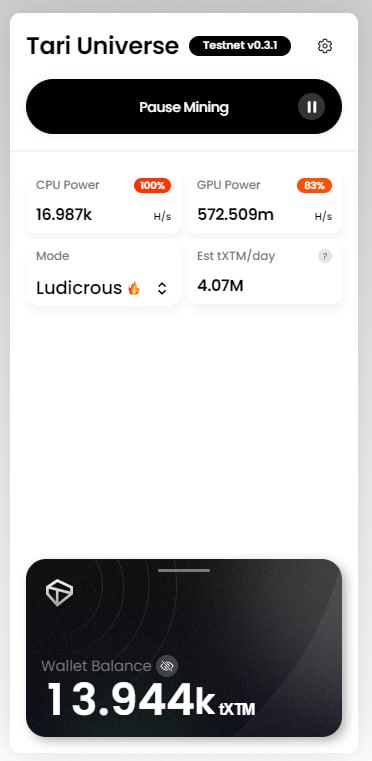 Tari Universe Testnet v0.3.1
Pause Mining
CPU Power 100% GPU Power 83%
16.987k H/s 572.509m H/s
Mode Est tXTM/day ?
Ludicrous 🔥 4.07M
Wallet Balance
13.944k tXTM